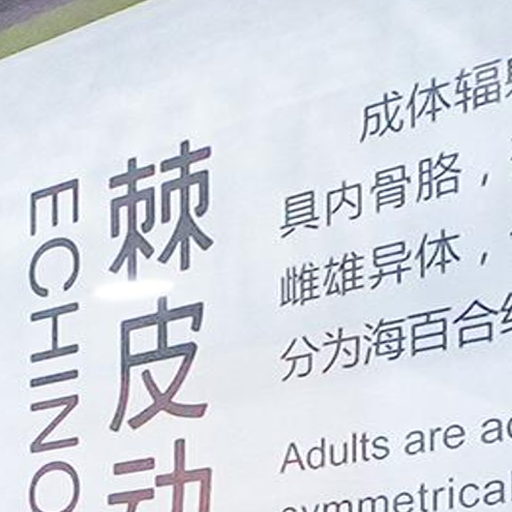 棘皮动
ECHINO
成体辐
具内骨骼，
雌雄异体，
分为海百合
Adults are
symmetrical